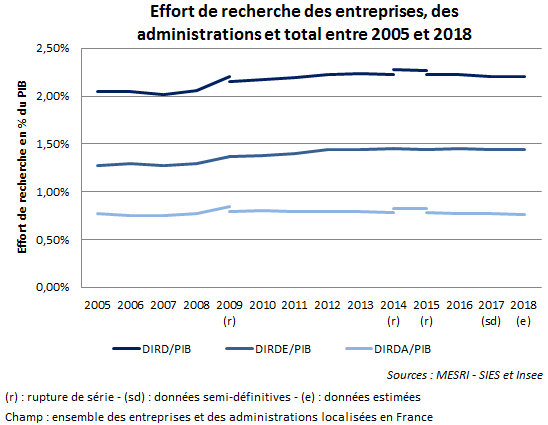 Effort de recherche des entreprises, des
administrations et total entre 2005 et 2018
Effort de recherche en % du PIB
2,50%
2,00%
1,50%
1,00%
0,50%
0,00%
2005 2006 2007 2008 2009 2010 2011 2012 2013 2014 2015 2016 2017 2018
(r) (r) (r) (sd) (e)
DIRD/PIB DIRDE/PIB DIRDA/PIB
Sources : MESRI - SIES et Insee
(r) : rupture de série - (sd) : données semi-définitives - (e) : données estimées
Champ : ensemble des entreprises et des administrations localisées en France